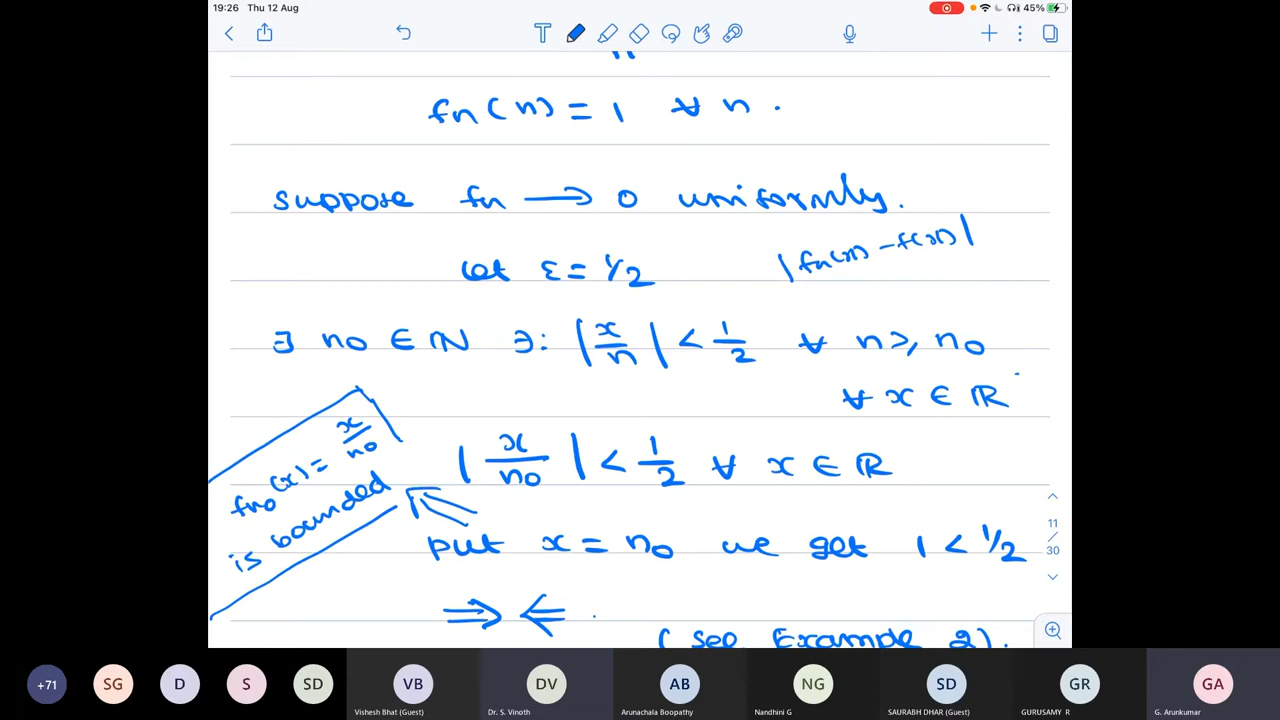 19:26 Thu 12 Aug
45%
T
n
fn(n) = 1 ∀ n.
suppose fn → 0 uniformly.
Let ε = 1/2
|fn(x) - f(x)|
∃ n0 ∈ ℕ ∋: |x/n| < 1/2 ∀ n ≥ n0
∀ x ∈ ℝ
fn0(x) = x/n0
is bounded
|x/n0| < 1/2 ∀ x ∈ ℝ
put x = n0 we get 1 < 1/2
⇒ ⇐ .
(see Example 2).
11
/
30
+71
SG
D
S
SD
VB
DV
AB
NG
SD
GR
GA
Vishesh Bhat (Guest)
Dr. S. Vinoth
Arunachala Boopathy
Nandhini G
SAURABH DHAR (Guest)
GURUSAMY R
G. Arunkumar